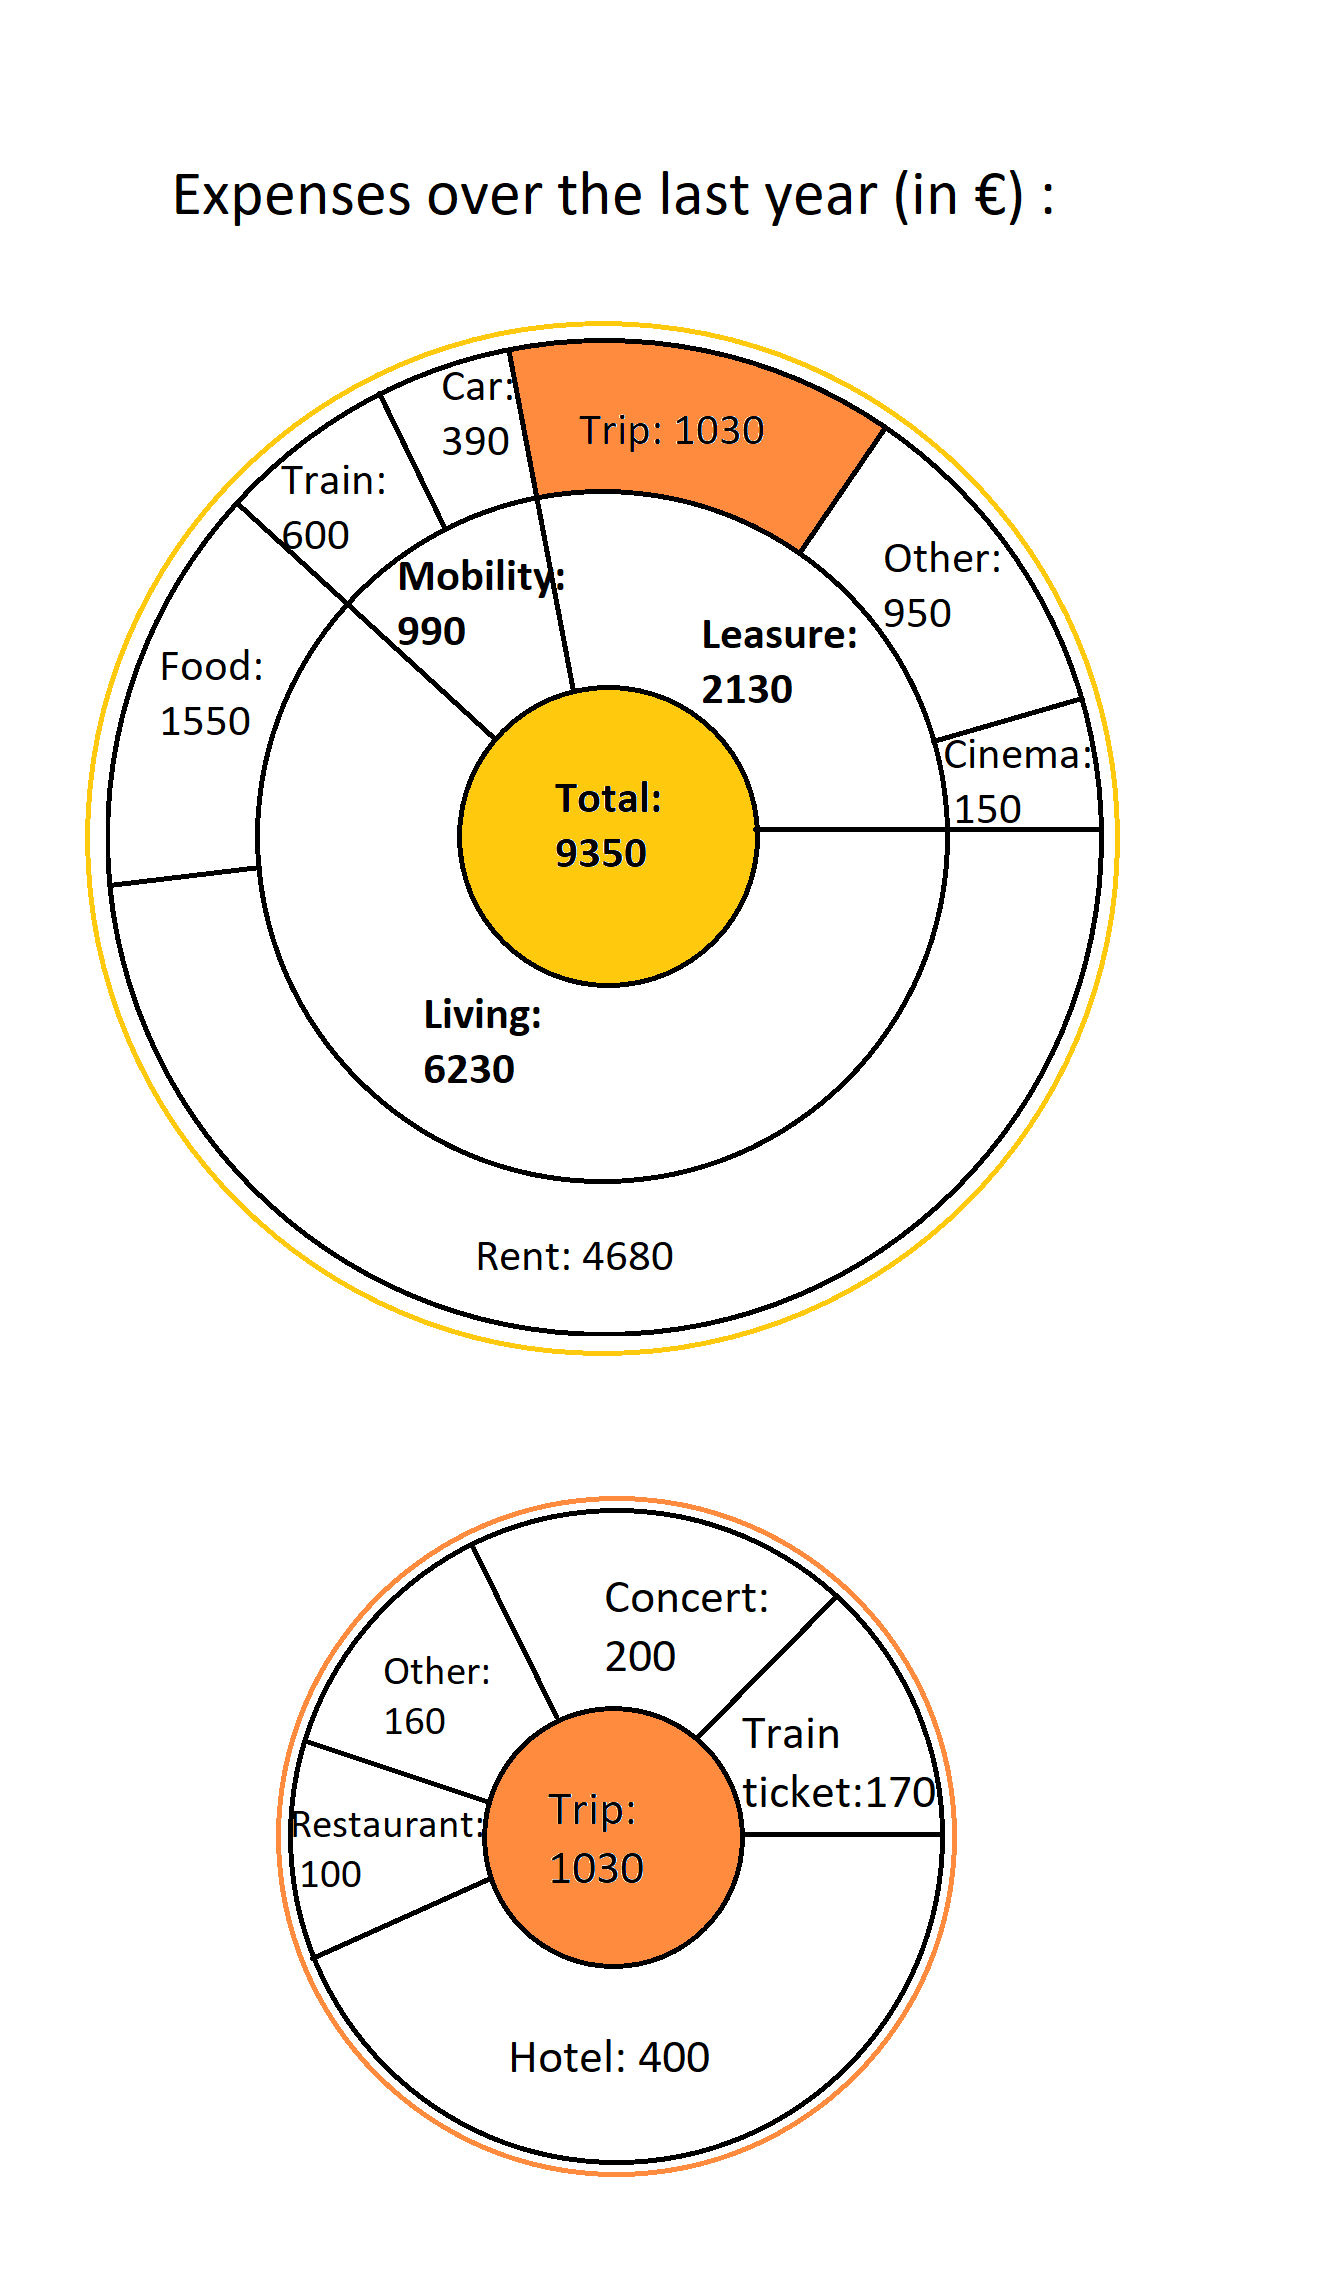 Expenses over the last year (in €) :
Car:
390
Trip: 1030
Train:
600
Other:
950
Mobility:
990
Leasure:
2130
Food:
1550
Cinema:
150
Total:
9350
Living:
6230
Rent: 4680
Concert:
200
Other:
160
Train
ticket:170
Restaurant:
100
Trip:
1030
Hotel: 400